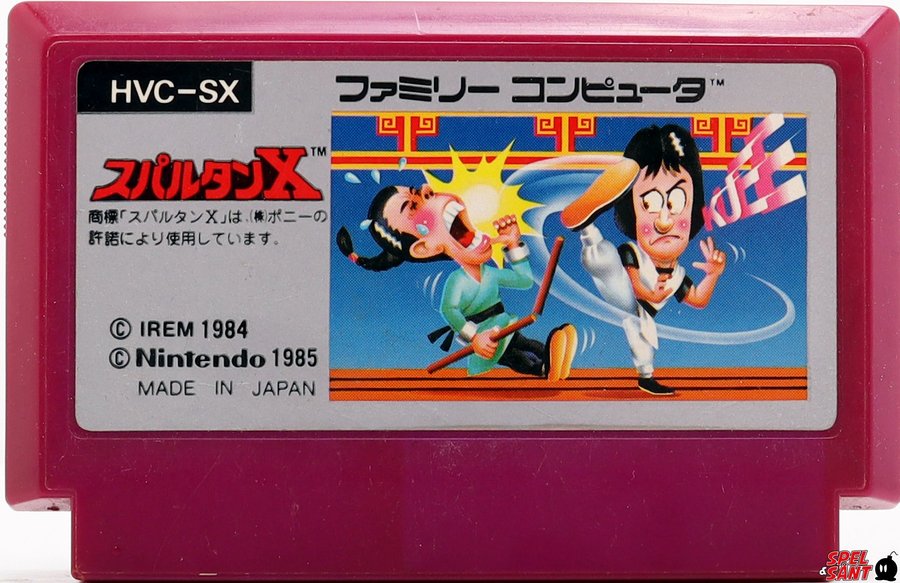 HVC-SX
ファミリー コンピュータ™
スパルタンX™
商標「スパルタンX」は、(株)ポニーの
許諾により使用しています。
© IREM 1984
© Nintendo 1985
MADE IN JAPAN
SPEL
& SANT